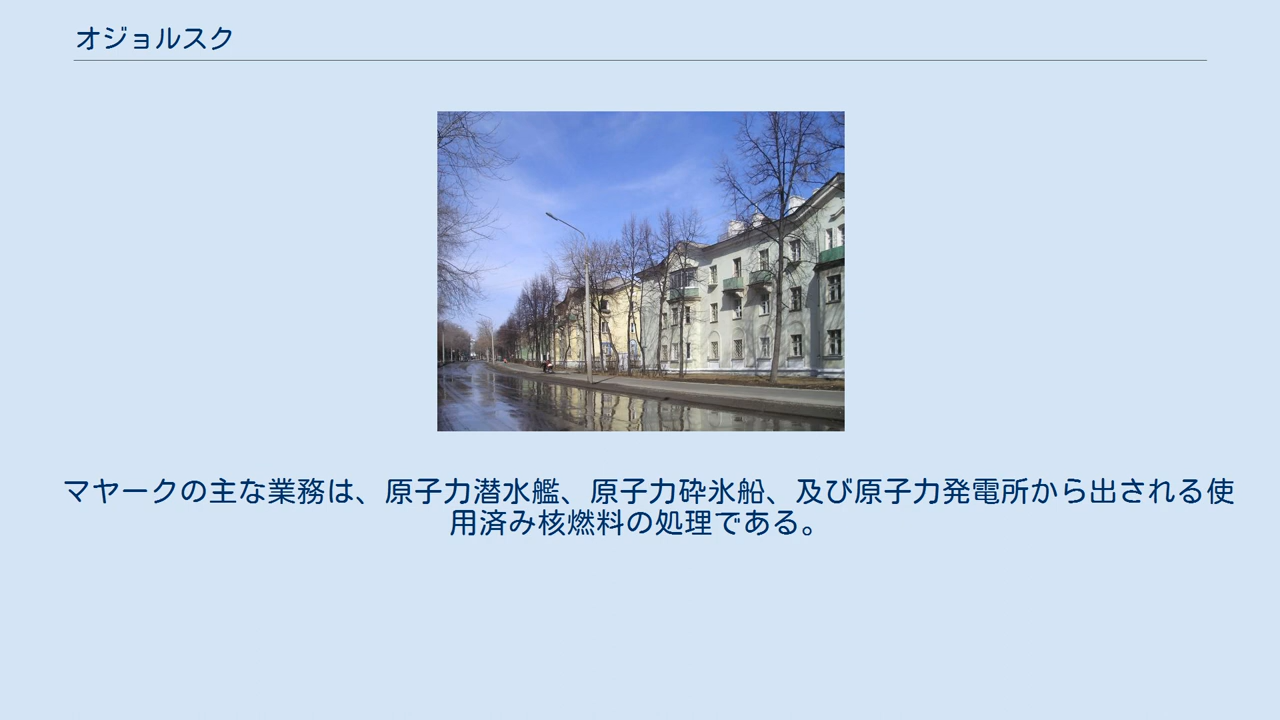 オジョルスク
マヤークの主な業務は、原子力潜水艦、原子力砕氷船、及び原子力発電所から出される使
用済み核燃料の処理である。